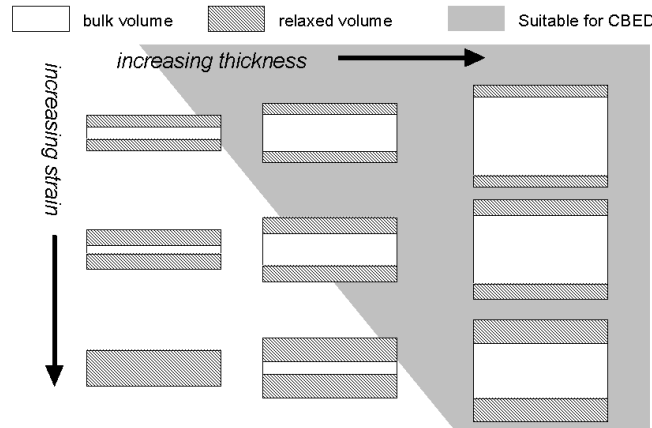 bulk volume
relaxed volume
Suitable for CBED
increasing thickness
increasing strain